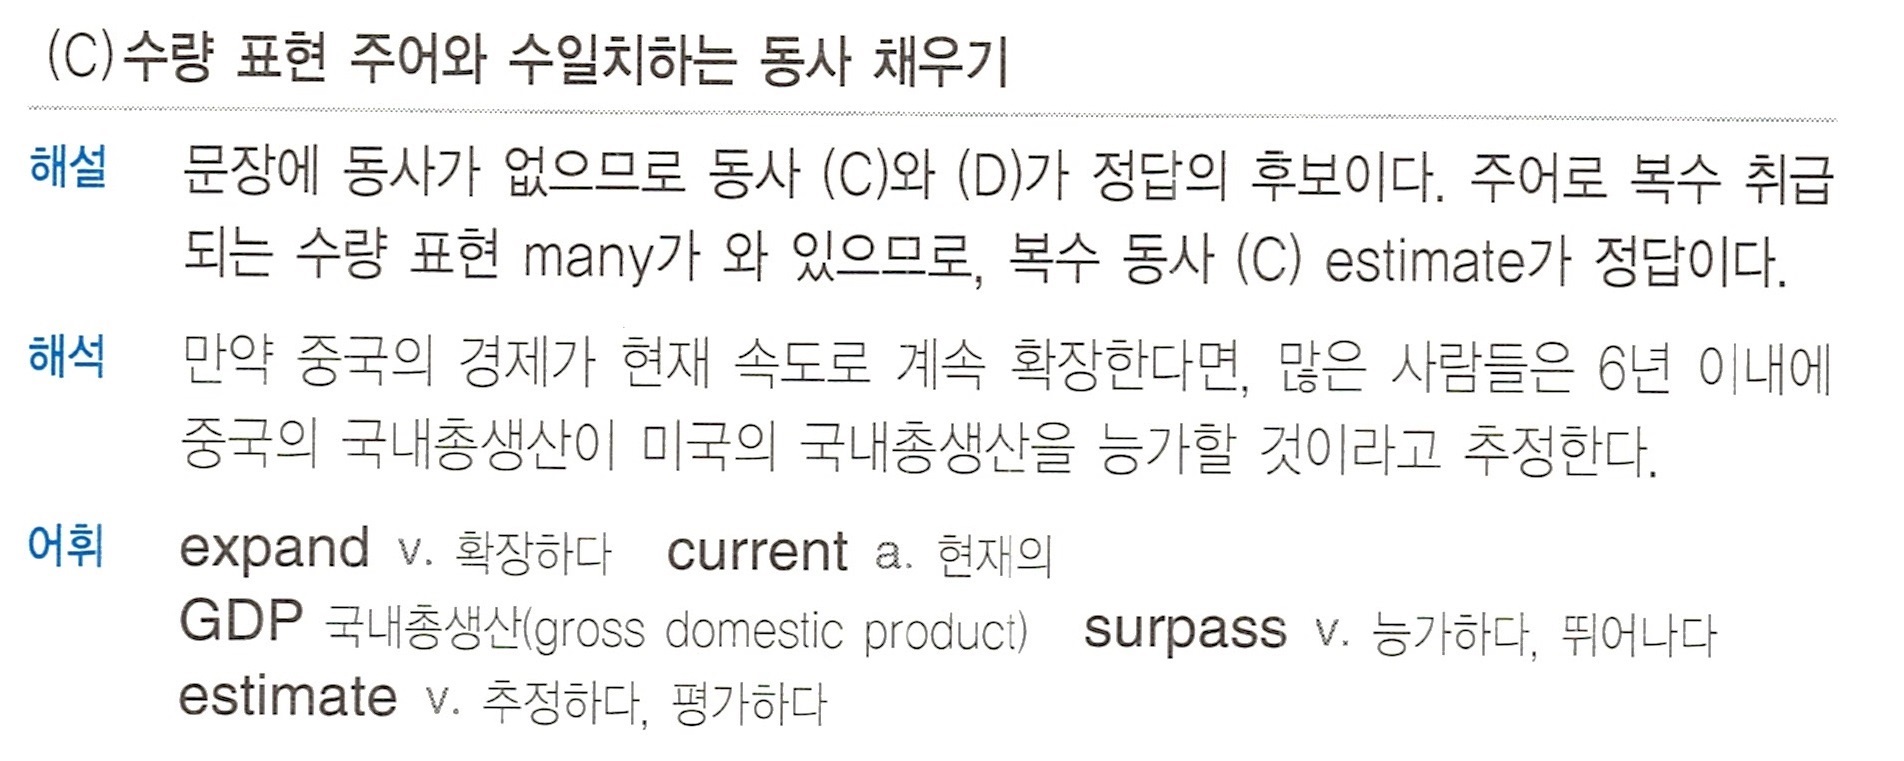 (C) 수량 표현 주어와 수일치하는 동사 채우기
해설 문장에 동사가 없으므로 동사 (C)와 (D)가 정답의 후보이다. 주어로 복수 취급
되는 수량 표현 many가 와 있으므로, 복수 동사 (C) estimate가 정답이다.
해석 만약 중국의 경제가 현재 속도로 계속 확장한다면, 많은 사람들은 6년 이내에
중국의 국내총생산이 미국의 국내총생산을 능가할 것이라고 추정한다.
어휘 expand v. 확장하다 current a. 현재의
GDP 국내총생산(gross domestic product) surpass v. 능가하다, 뛰어나다
estimate v. 추정하다, 평가하다